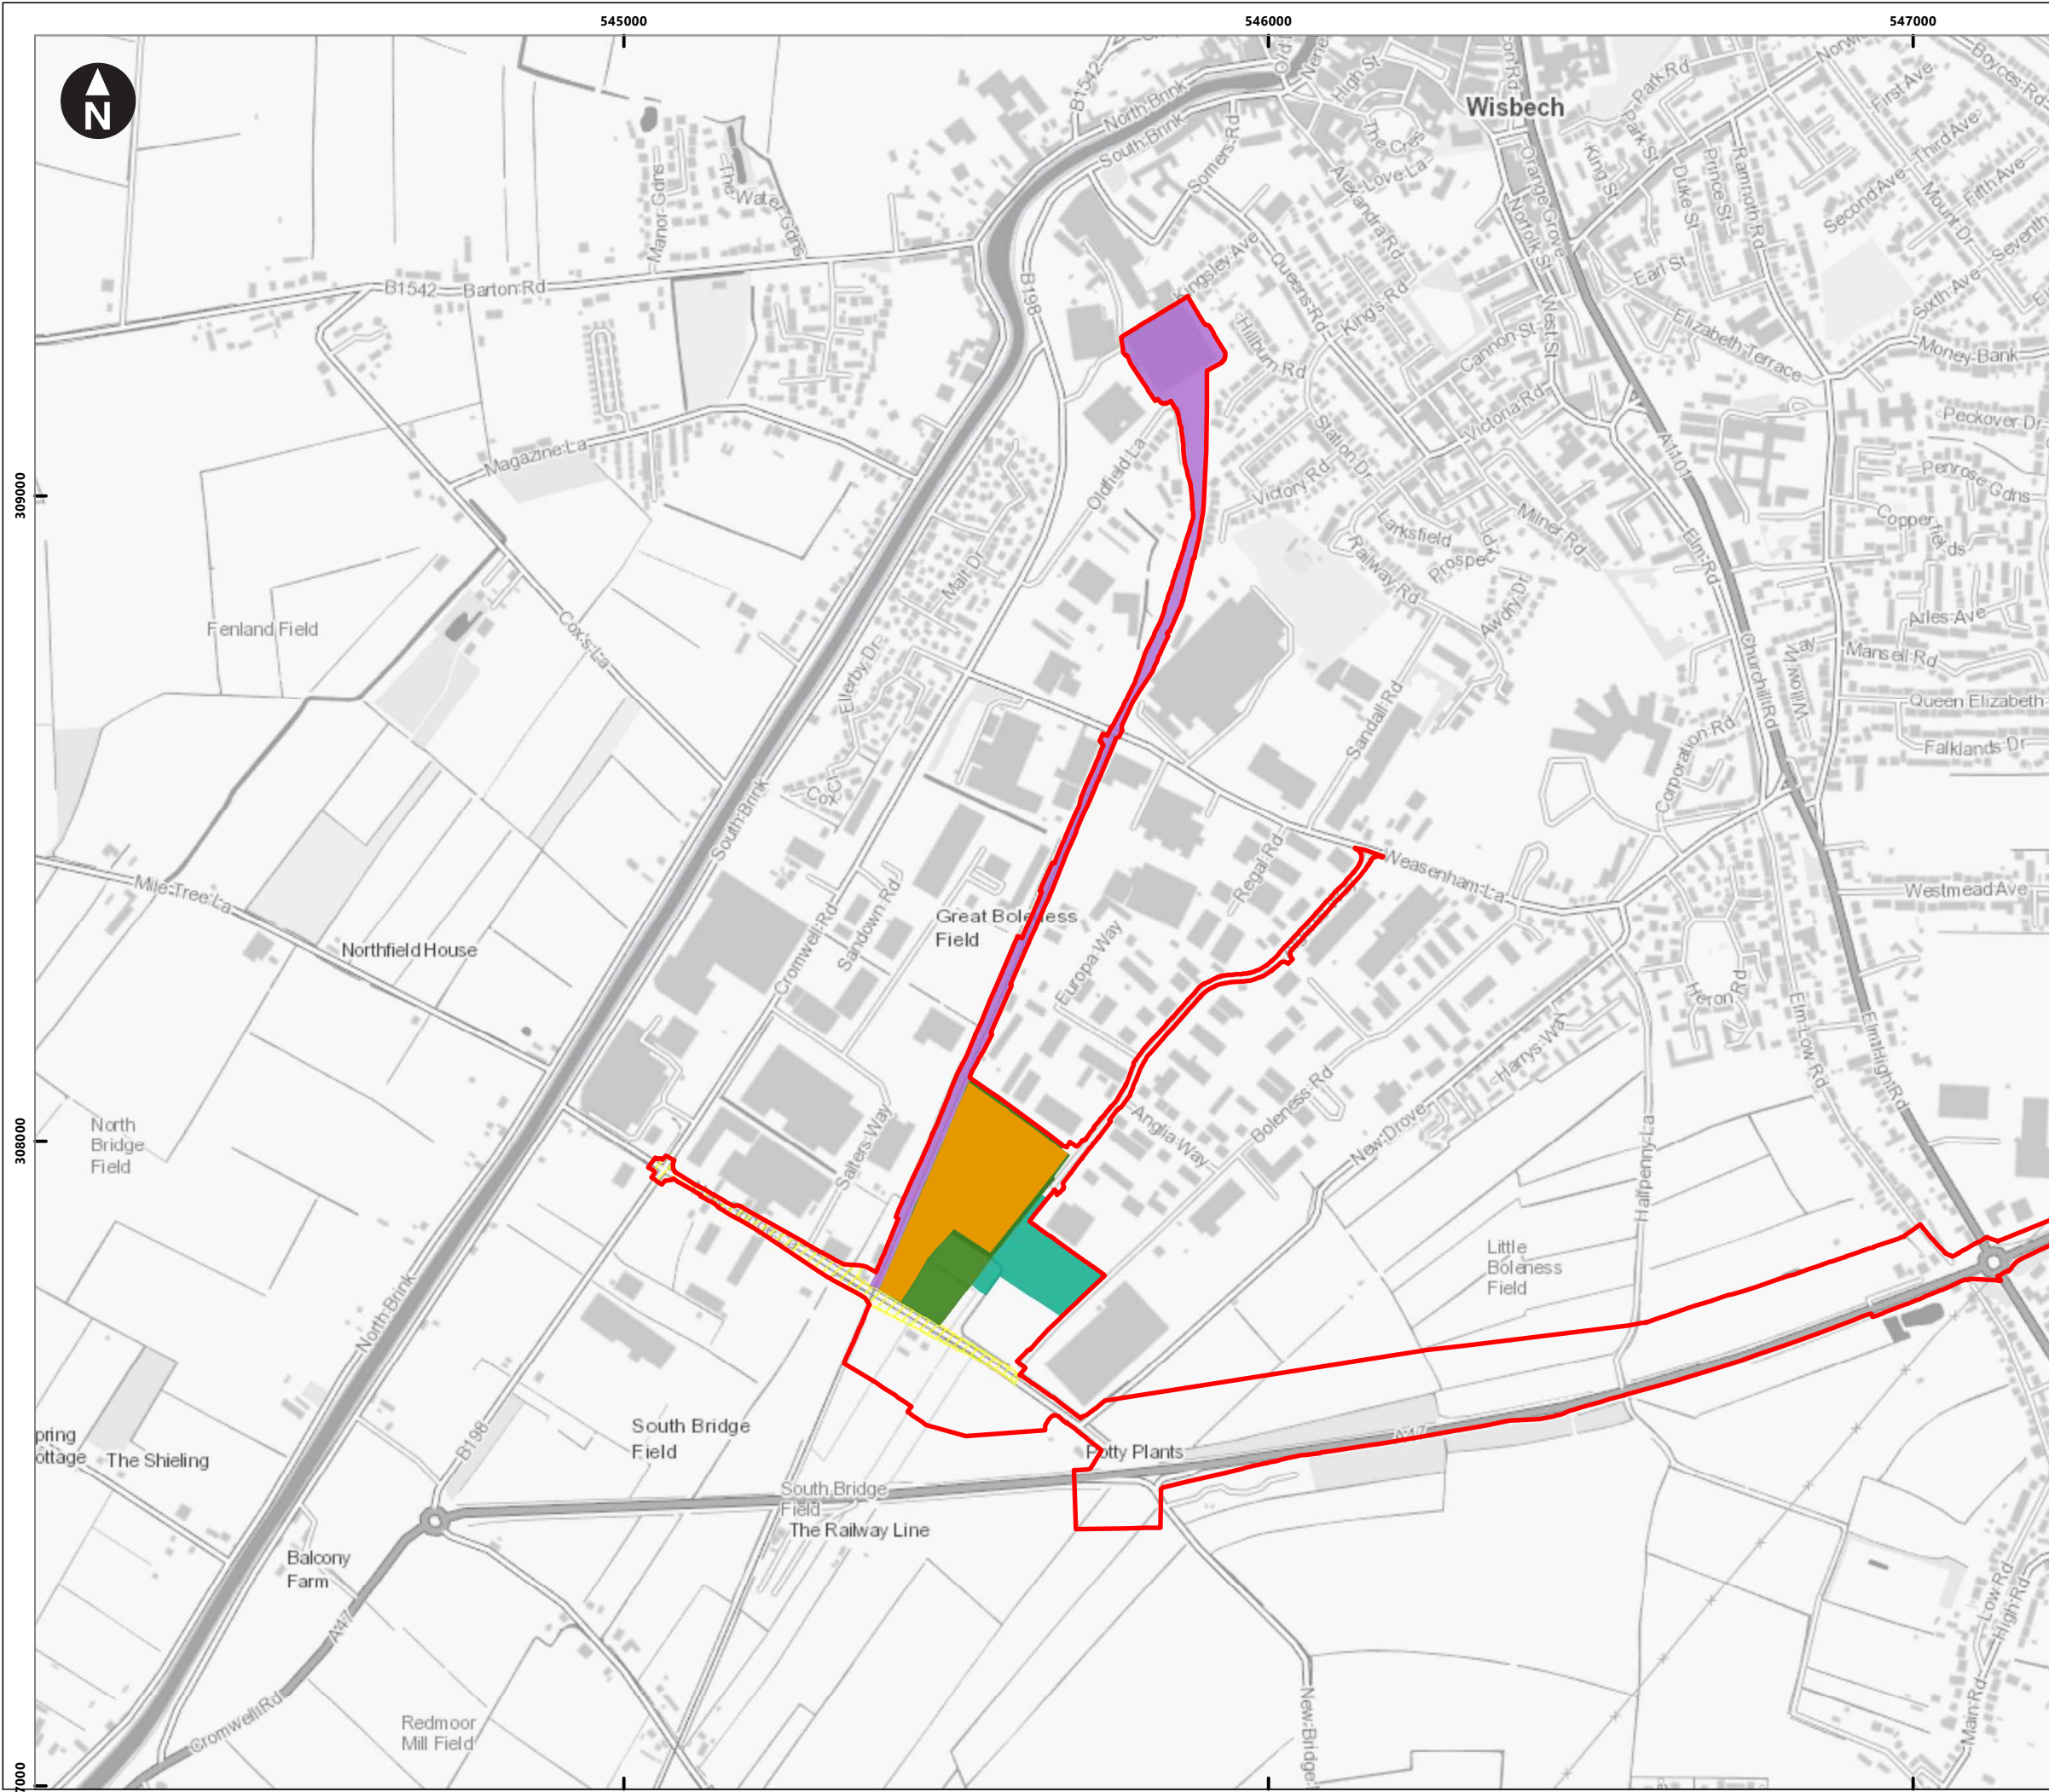 545000
546000
547000
309000
308000
N
Wisbech
B1542
North Brink
South Brink
High St
The Cres
Love La
Alexandra Rd
Somers Rd
Park Rd
Park St
King St
Duke St
Prince St
Ramnoth Rd
First Ave
Third Ave
Second Ave
Fifth Ave
Mount Dr
Sixth Ave
Boyces Rd
Orange Grove
Norfolk St
West St
Earl St
Elizabeth Terrace
Money Bank
Peckover Dr
Penrose Gdns
Copper
fields
Arles Ave
Mansell Rd
Queen Elizabeth
Falklands Dr
Westmead Ave
Manor Gdns
The Water Gdns
B1542
Barton Rd
B198
Kingsley Ave
Queens Rd
King's Rd
Hillburn Rd
Cannon St
Victoria Rd
Station Dr
Victory Rd
Larksfield
Milner Rd
Railway Rd
Awdry Dr
A1101
Elm Rd
Churchill Rd
Corporation Rd
Magazine La
Oldfield La
Malt Dr
Ellerby Dr
Cox's La
Fenland Field
Cox Cl
South Brink
Sandall Rd
Mile Tree La
Northfield House
Cromwell Rd
Sandown Rd
Great Boleness
Field
Europa Way
Regal Rd
Weasenham La
Heron Rd
Elm Low Rd
Elm High Rd
Harrys Way
Anglia Way
Boleness Rd
New Drove
Halfpenny La
Salters Way
North
Bridge
Field
North Brink
Little
Boleness
Field
South Bridge
Field
Potty Plants
A47
The Shieling
B198
South Bridge
Field
The Railway Line
Balcony
Farm
A47
Cromwell Rd
Redmoor
Mill Field
New Bridge
Low Rd
High Rd
Main Rd